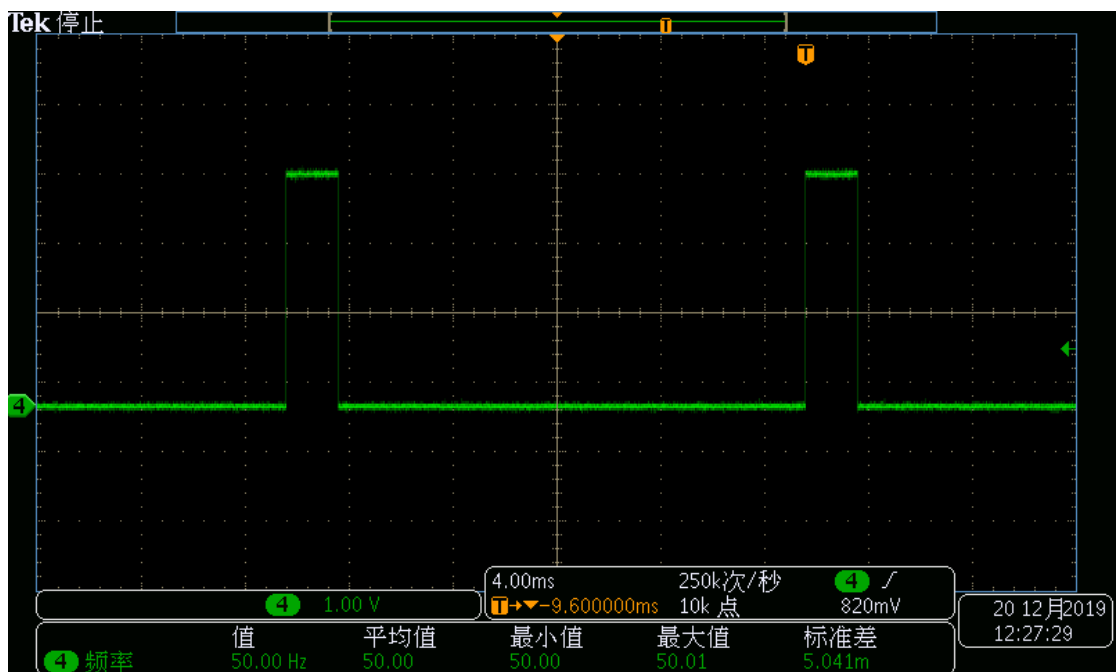 Tek 停止
T
T
4
4.00ms 250k次/秒 4
4 1.00 V T→▼-9.600000ms 10k 点 820mV
20 12月2019
12:27:29
值 平均值 最小值 最大值 标准差
4 频率 50.00 Hz 50.00 50.00 50.01 5.041m